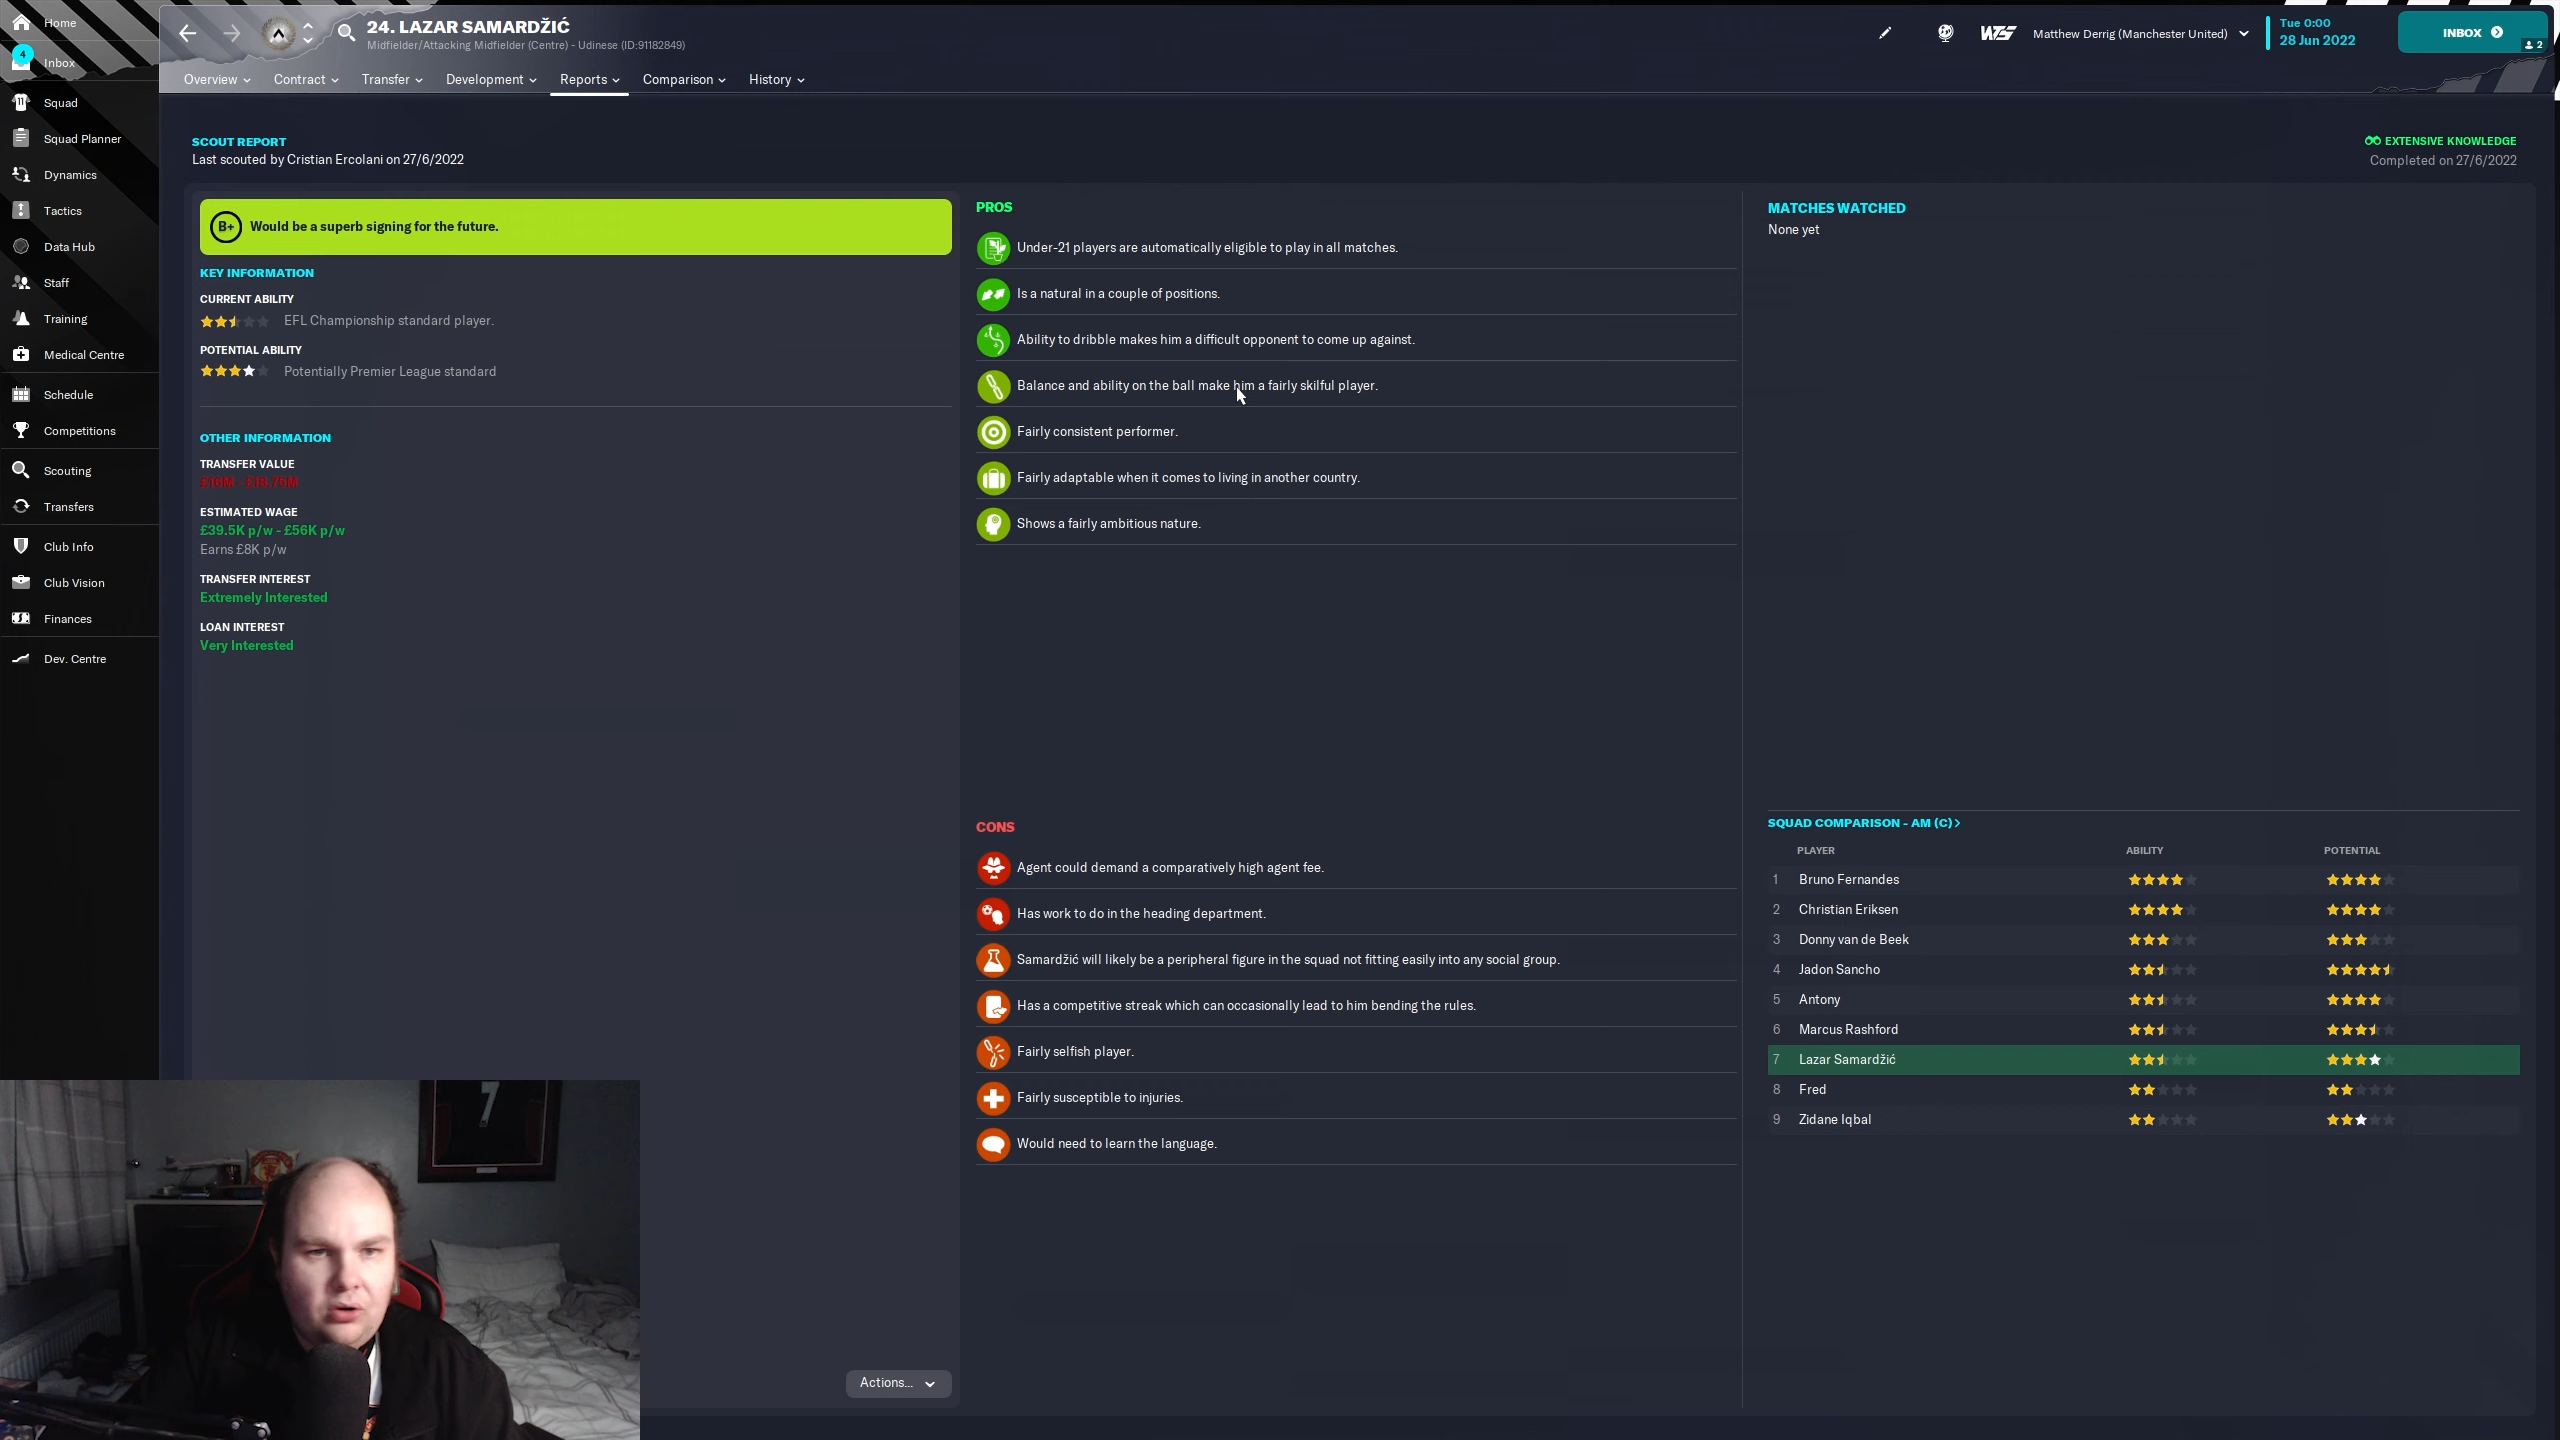 Home
4
Inbox
Squad
Squad Planner
Dynamics
Tactics
Data Hub
Staff
Training
Medical Centre
Schedule
Competitions
Scouting
Transfers
Club Info
Club Vision
Finances
Dev. Centre
24. LAZAR SAMARDŽIĆ
Midfielder/Attacking Midfielder (Centre) - Udinese (ID:91182849)
Matthew Derrig (Manchester United)
Tue 0:00
28 Jun 2022
INBOX
2
Overview
Contract
Transfer
Development
Reports
Comparison
History
SCOUT REPORT
Last scouted by Cristian Ercolani on 27/6/2022
EXTENSIVE KNOWLEDGE
Completed on 27/6/2022
B+ Would be a superb signing for the future.
KEY INFORMATION
CURRENT ABILITY
EFL Championship standard player.
POTENTIAL ABILITY
Potentially Premier League standard
OTHER INFORMATION
TRANSFER VALUE
£16M - £18.75M
ESTIMATED WAGE
£39.5K p/w - £56K p/w
Earns £8K p/w
TRANSFER INTEREST
Extremely Interested
LOAN INTEREST
Very Interested
Actions...
PROS
Under-21 players are automatically eligible to play in all matches.
Is a natural in a couple of positions.
Ability to dribble makes him a difficult opponent to come up against.
Balance and ability on the ball make him a fairly skilful player.
Fairly consistent performer.
Fairly adaptable when it comes to living in another country.
Shows a fairly ambitious nature.
CONS
Agent could demand a comparatively high agent fee.
Has work to do in the heading department.
Samardžić will likely be a peripheral figure in the squad not fitting easily into any social group.
Has a competitive streak which can occasionally lead to him bending the rules.
Fairly selfish player.
Fairly susceptible to injuries.
Would need to learn the language.
MATCHES WATCHED
None yet
SQUAD COMPARISON - AM (C) >
PLAYER ABILITY POTENTIAL
1 Bruno Fernandes
2 Christian Eriksen
3 Donny van de Beek
4 Jadon Sancho
5 Antony
6 Marcus Rashford
7 Lazar Samardžić
8 Fred
9 Zidane Iqbal
7